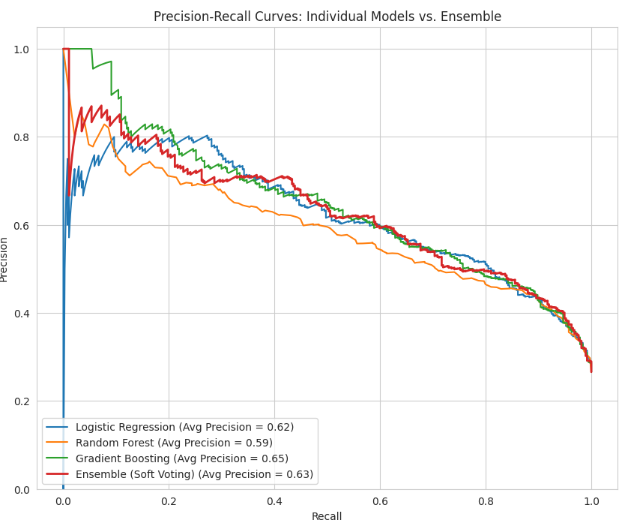 Precision-Recall Curves: Individual Models vs. Ensemble
1.0
0.8
0.6
0.4
0.2
0.0
Precision
Logistic Regression (Avg Precision = 0.62)
Random Forest (Avg Precision = 0.59)
Gradient Boosting (Avg Precision = 0.65)
Ensemble (Soft Voting) (Avg Precision = 0.63)
0.0 0.2 0.4 0.6 0.8 1.0
Recall